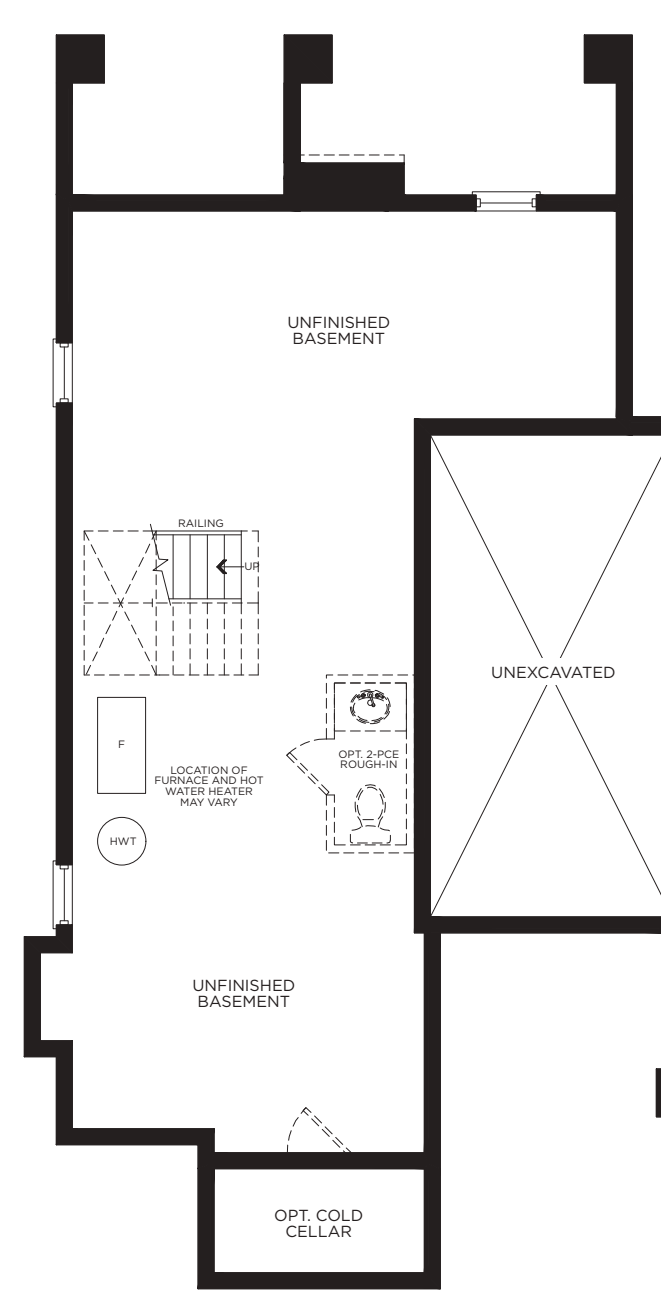 UNFINISHED
BASEMENT
RAILING
UP
UNEXCAVATED
F
OPT. 2-PCE
ROUGH-IN
LOCATION OF
FURNACE AND HOT
WATER HEATER
MAY VARY
HWT
UNFINISHED
BASEMENT
OPT. COLD
CELLAR